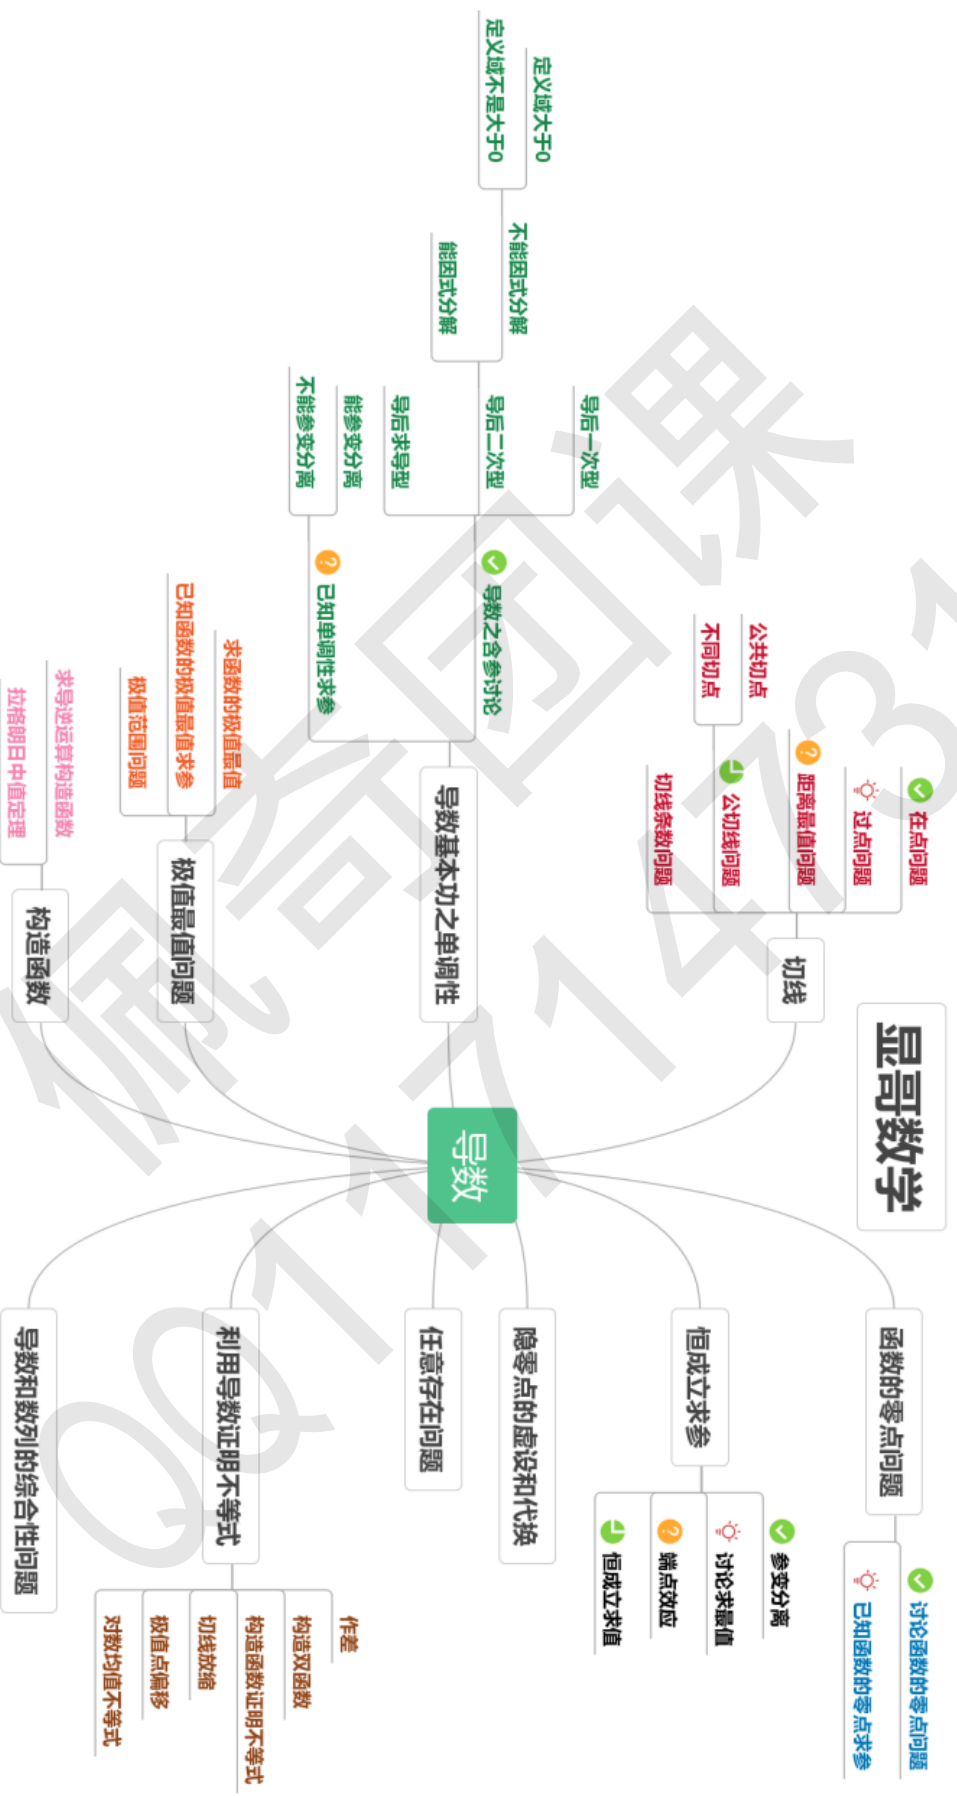 显哥数学
导数
切线
在点问题
过点问题
距离最值问题
公切线问题
公共切点
不同切点
切线条数问题
导数基本功之单调性
导数之含参讨论
导后一次型
导后二次型
不能因式分解
定义域大于0
定义域不是大于0
能因式分解
导后求导型
已知单调性求参
能参变分离
不能参变分离
极值最值问题
求函数的极值最值
已知函数的极值最值求参
极值范围问题
构造函数
求导逆运算构造函数
拉格朗日中值定理
函数的零点问题
讨论函数的零点问题
已知函数的零点求参
恒成立求参
参变分离
讨论求最值
端点效应
恒成立求值
隐零点的虚设和代换
任意存在问题
利用导数证明不等式
作差
构造双函数
构造函数证明不等式
切线放缩
极值点偏移
对数均值不等式
导数和数列的综合性问题
佩奇团课
QQ11714731